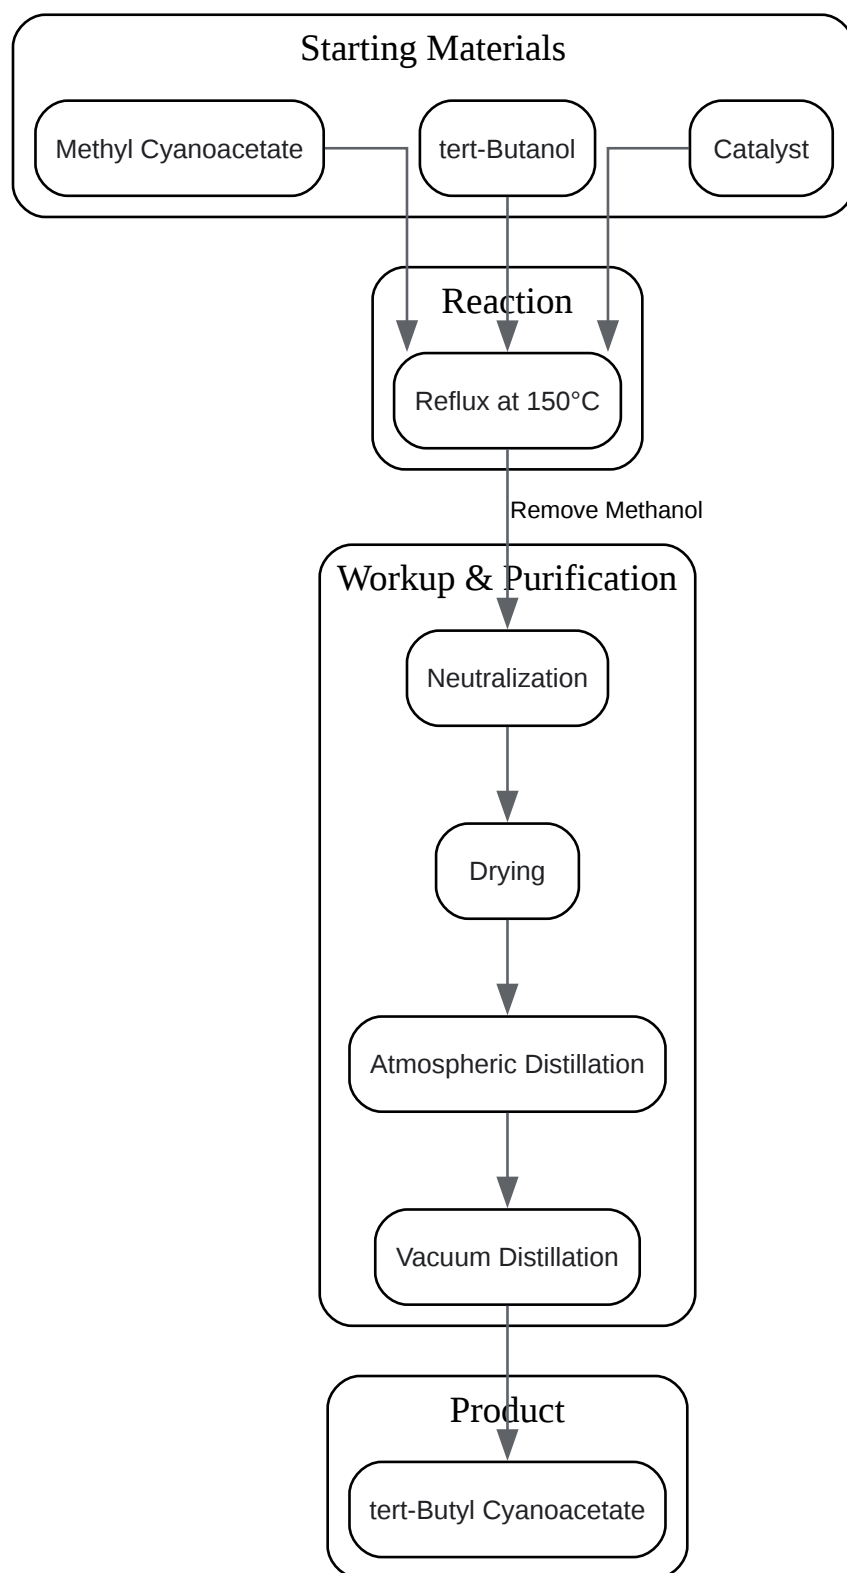 Starting Materials
Methyl Cyanoacetate
tert-Butanol
Catalyst
Reaction
Reflux at 150°C
Remove Methanol
Workup & Purification
Neutralization
Drying
Atmospheric Distillation
Vacuum Distillation
Product
tert-Butyl Cyanoacetate